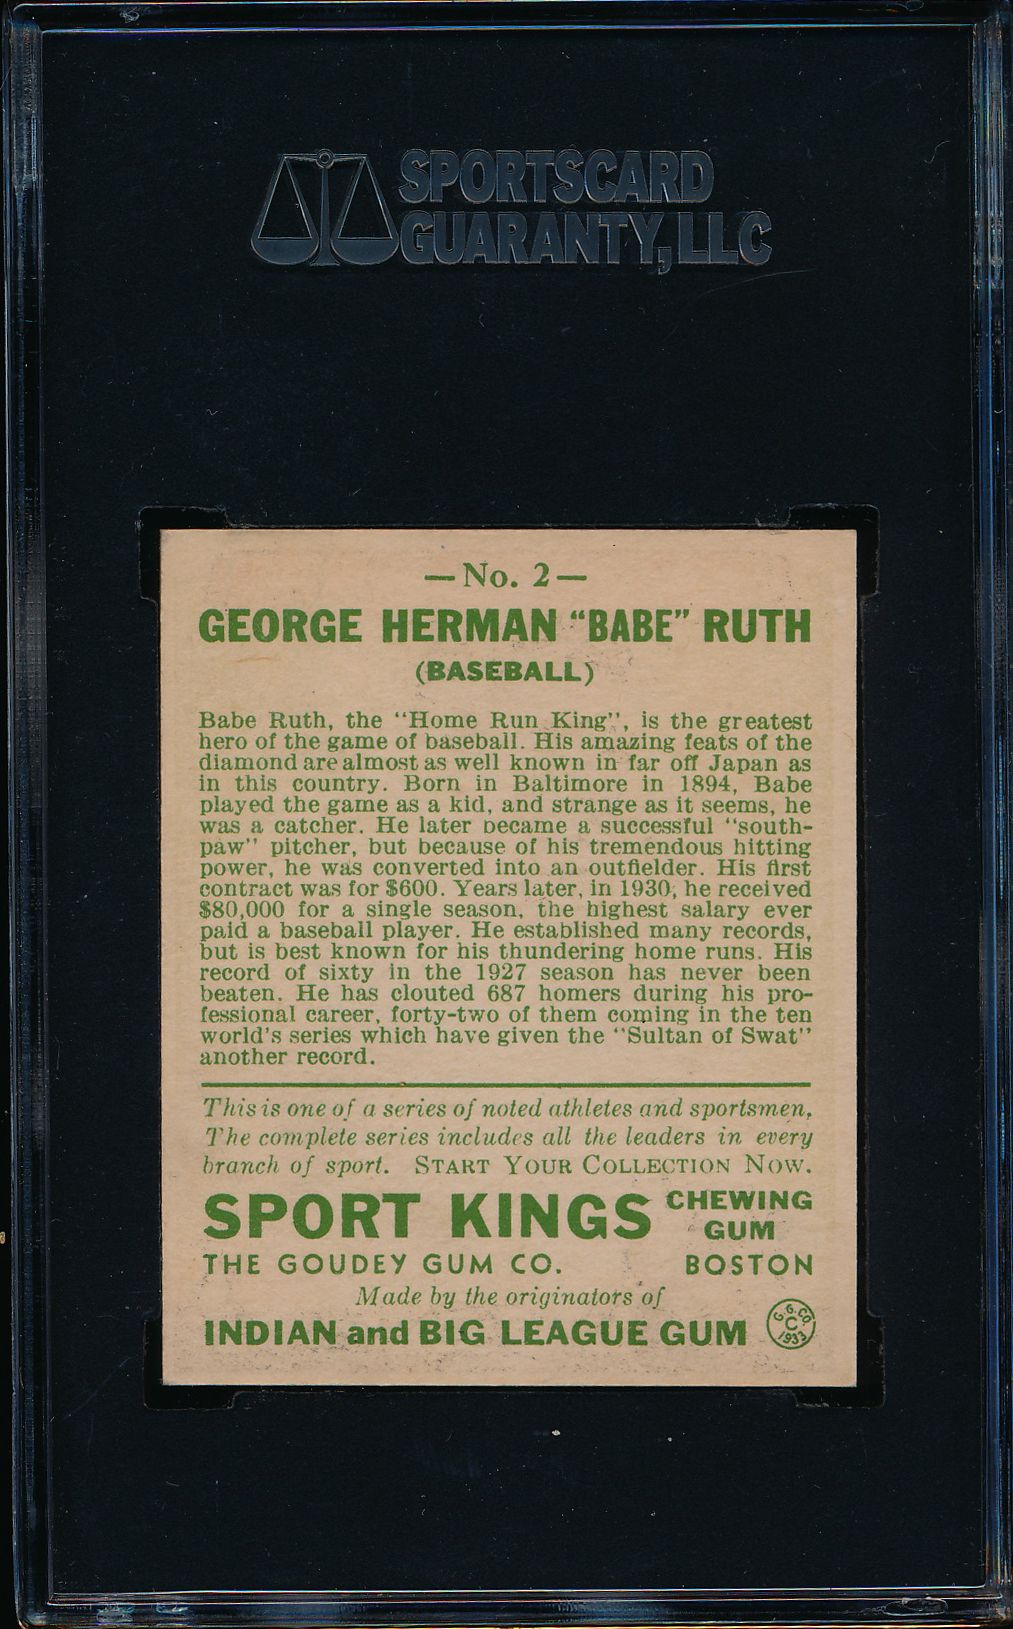 SPORTSCARD
GUARANTY, LLC
—No. 2—
GEORGE HERMAN "BABE" RUTH
(BASEBALL)
Babe Ruth, the "Home Run King", is the greatest
hero of the game of baseball. His amazing feats of the
diamond are almost as well known in far off Japan as
in this country. Born in Baltimore in 1894, Babe
played the game as a kid, and strange as it seems, he
was a catcher. He later became a successful "south-
paw" pitcher, but because of his tremendous hitting
power, he was converted into an outfielder. His first
contract was for $600. Years later, in 1930, he received
$80,000 for a single season, the highest salary ever
paid a baseball player. He established many records,
but is best known for his thundering home runs. His
record of sixty in the 1927 season has never been
beaten. He has clouted 687 homers during his pro-
fessional career, forty-two of them coming in the ten
world's series which have given the "Sultan of Swat"
another record.
This is one of a series of noted athletes and sportsmen,
The complete series includes all the leaders in every
branch of sport. START YOUR COLLECTION NOW.
SPORT KINGS CHEWING GUM
THE GOUDEY GUM CO. BOSTON
Made by the originators of
INDIAN and BIG LEAGUE GUM
G. G. CO.
C
1933